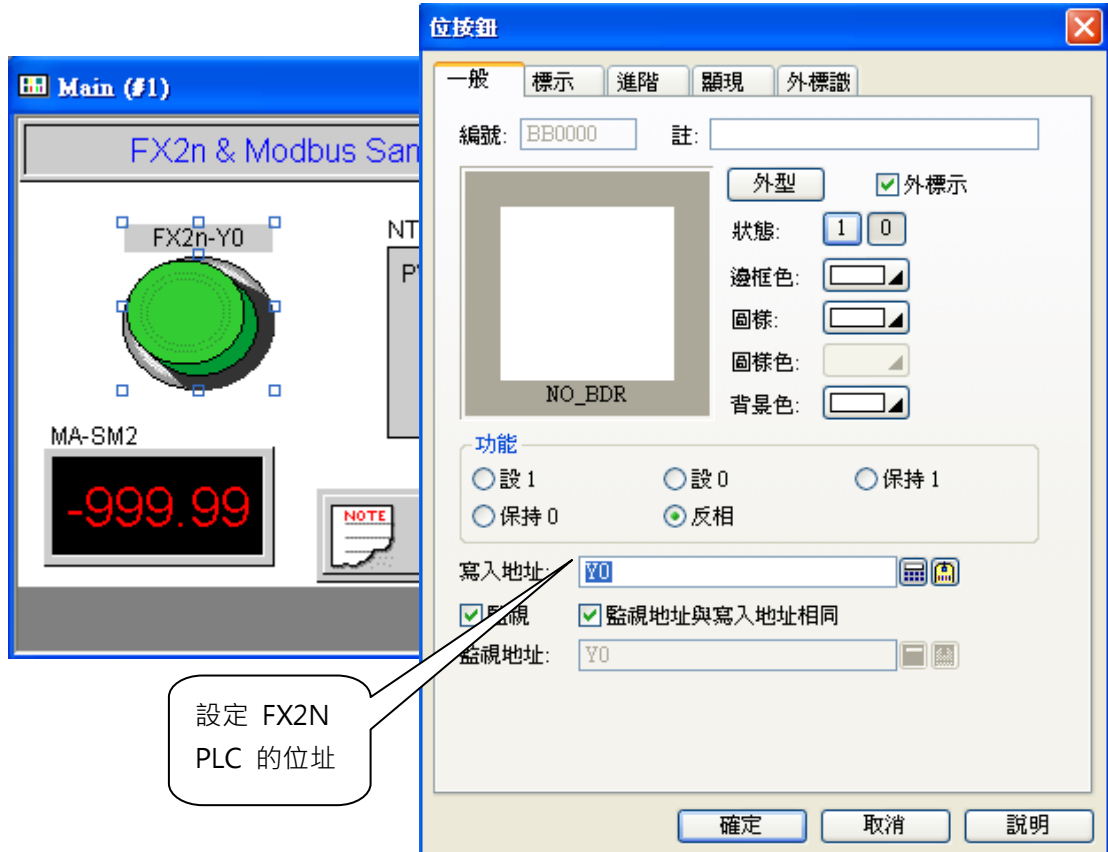 Main (#1)
FX2n & Modbus San
FX2n-Y0
NT
P
MA-SM2
-999.99
NOTE
設定 FX2N
PLC 的位址
位按鈕
一般 標示 進階 顯現 外標識
編號: BB0000 註:
NO_BDR
外型 外標示
狀態: 1 0
邊框色:
圖樣:
圖樣色:
背景色:
功能
設 1 設 0 保持 1
保持 0 反相
寫入地址: Y0
監視 監視地址與寫入地址相同
監視地址: Y0
確定 取消 説明